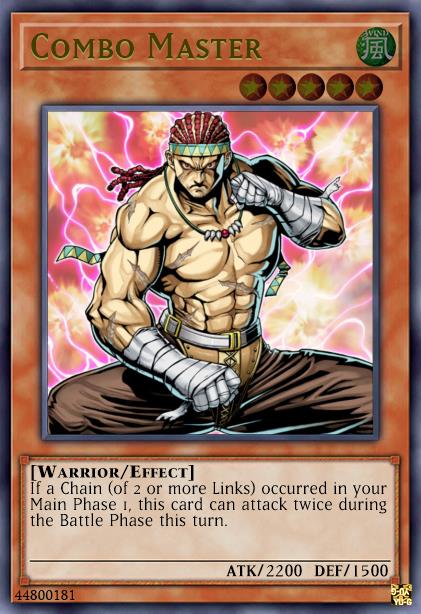 Combo Master
WIND
風
[Warrior/Effect]
If a Chain (of 2 or more Links) occurred in your
Main Phase 1, this card can attack twice during
the Battle Phase this turn.
ATK/2200 DEF/1500
44800181